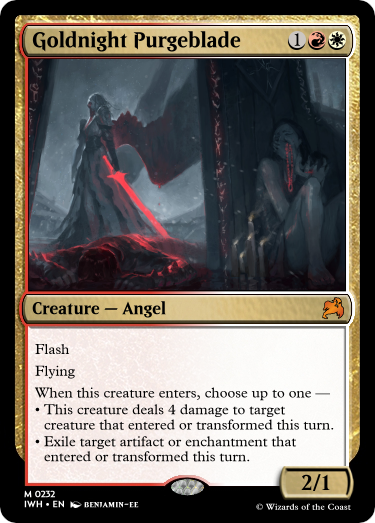 Goldnight Purgeblade 1
Creature — Angel
Flash
Flying
When this creature enters, choose up to one —
• This creature deals 4 damage to target
creature that entered or transformed this turn.
• Exile target artifact or enchantment that
entered or transformed this turn.
2/1
M 0232
IWH • EN BENJAMIN-EE
© Wizards of the Coast